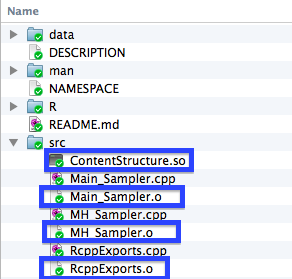 Name
data
DESCRIPTION
man
NAMESPACE
R
README.md
src
ContentStructure.so
Main_Sampler.cpp
Main_Sampler.o
MH_Sampler.cpp
MH_Sampler.o
RcppExports.cpp
RcppExports.o